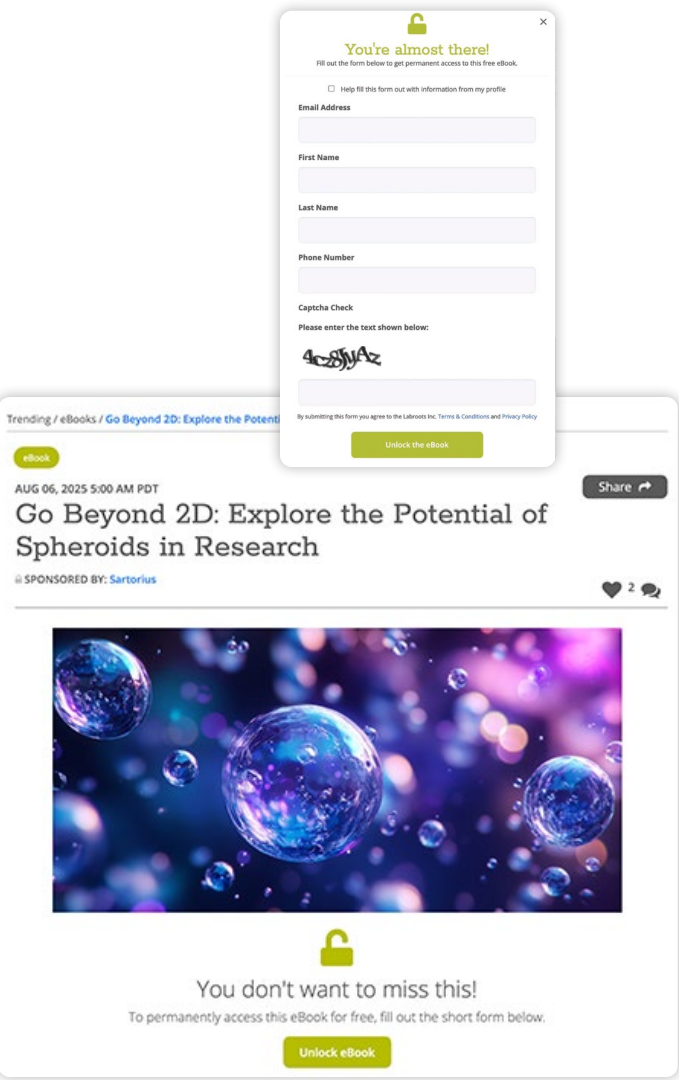 You're almost there!
Fill out the form below to get permanent access to this free eBook.
Help fill this form out with information from my profile
Email Address
First Name
Last Name
Phone Number
Captcha Check
Please enter the text shown below:
By submitting this form you agree to the Labroots Inc. Terms & Conditions and Privacy Policy
Unlock the eBook
Trending / eBooks / Go Beyond 2D: Explore the Potenti
eBook
AUG 06, 2025 5:00 AM PDT
Share
Go Beyond 2D: Explore the Potential of
Spheroids in Research
SPONSORED BY: Sartorius
2
You don't want to miss this!
To permanently access this eBook for free, fill out the short form below.
Unlock eBook